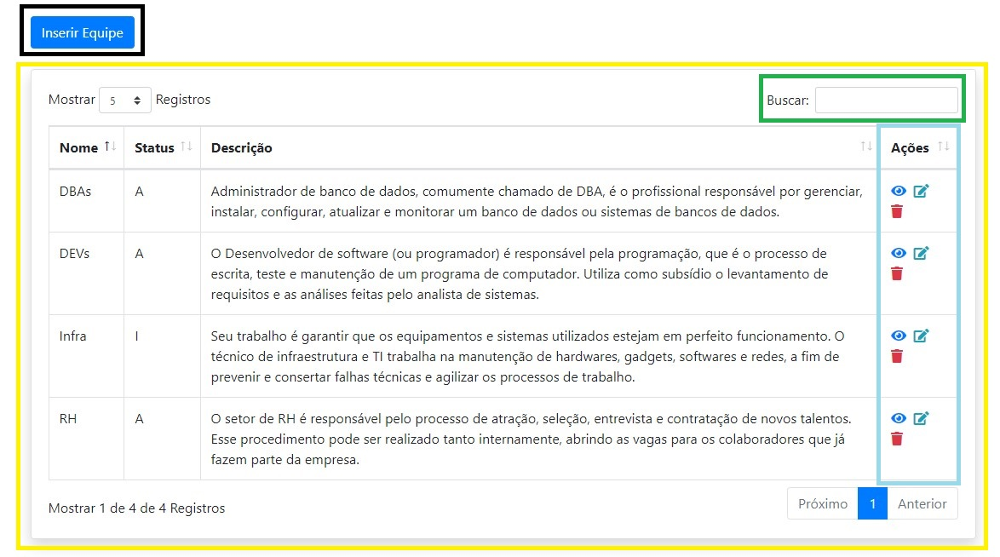 Inserir Equipe
Mostrar 5 Registros
Buscar:
Nome Status Descrição Ações
DBAs A Administrador de banco de dados, comumente chamado de DBA, é o profissional responsável por gerenciar,
instalar, configurar, atualizar e monitorar um banco de dados ou sistemas de bancos de dados.
DEVs A O Desenvolvedor de software (ou programador) é responsável pela programação, que é o processo de
escrita, teste e manutenção de um programa de computador. Utiliza como subsídio o levantamento de
requisitos e as análises feitas pelo analista de sistemas.
Infra I Seu trabalho é garantir que os equipamentos e sistemas utilizados estejam em perfeito funcionamento. O
técnico de infraestrutura e TI trabalha na manutenção de hardwares, gadgets, softwares e redes, a fim de
prevenir e consertar falhas técnicas e agilizar os processos de trabalho.
RH A O setor de RH é responsável pelo processo de atração, seleção, entrevista e contratação de novos talentos.
Esse procedimento pode ser realizado tanto internamente, abrindo as vagas para os colaboradores que já
fazem parte da empresa.
Mostrar 1 de 4 de 4 Registros
Próximo 1 Anterior